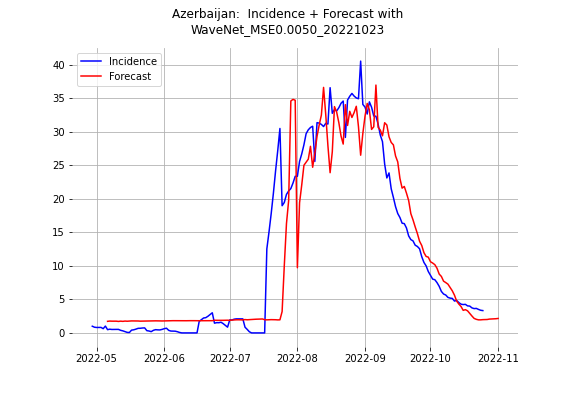 Azerbaijan:  Incidence + Forecast with
WaveNet_MSE0.0050_20221023
Incidence
Forecast
40
35
30
25
20
15
10
5
0
2022-05 2022-06 2022-07 2022-08 2022-09 2022-10 2022-11